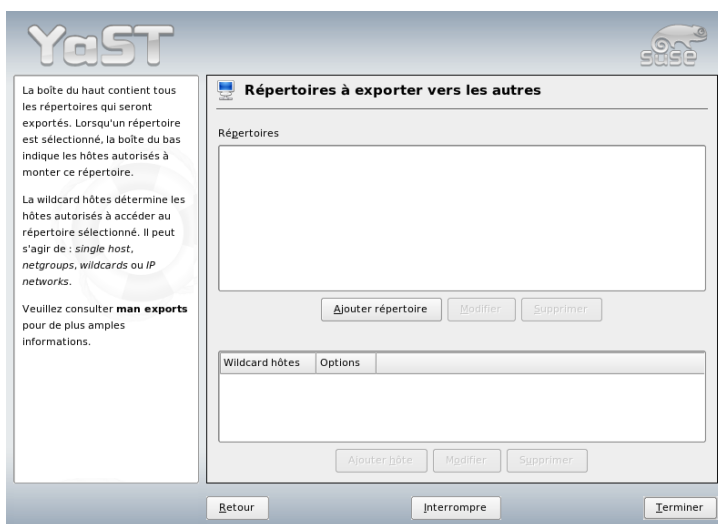 YaST
SUSE
La boîte du haut contient tous
les répertoires qui seront
exportés. Lorsqu'un répertoire
est sélectionné, la boîte du bas
indique les hôtes autorisés à
monter ce répertoire.
La wildcard hôtes détermine les
hôtes autorisés à accéder au
répertoire sélectionné. Il peut
s'agir de : single host,
netgroups, wildcards ou IP
networks.
Veuillez consulter man exports
pour de plus amples
informations.
Répertoires à exporter vers les autres
Répertoires
Ajouter répertoire Modifier Supprimer
Wildcard hôtes Options
Ajouter hôte Modifier Supprimer
Retour Interrompre Terminer